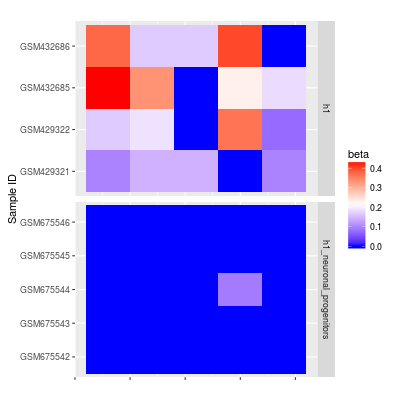 GSM432686
GSM432685
GSM429322
GSM429321
h1
GSM675546
GSM675545
GSM675544
GSM675543
GSM675542
h1_neuronal_progenitors
Sample ID
beta
0.4
0.3
0.2
0.1
0.0